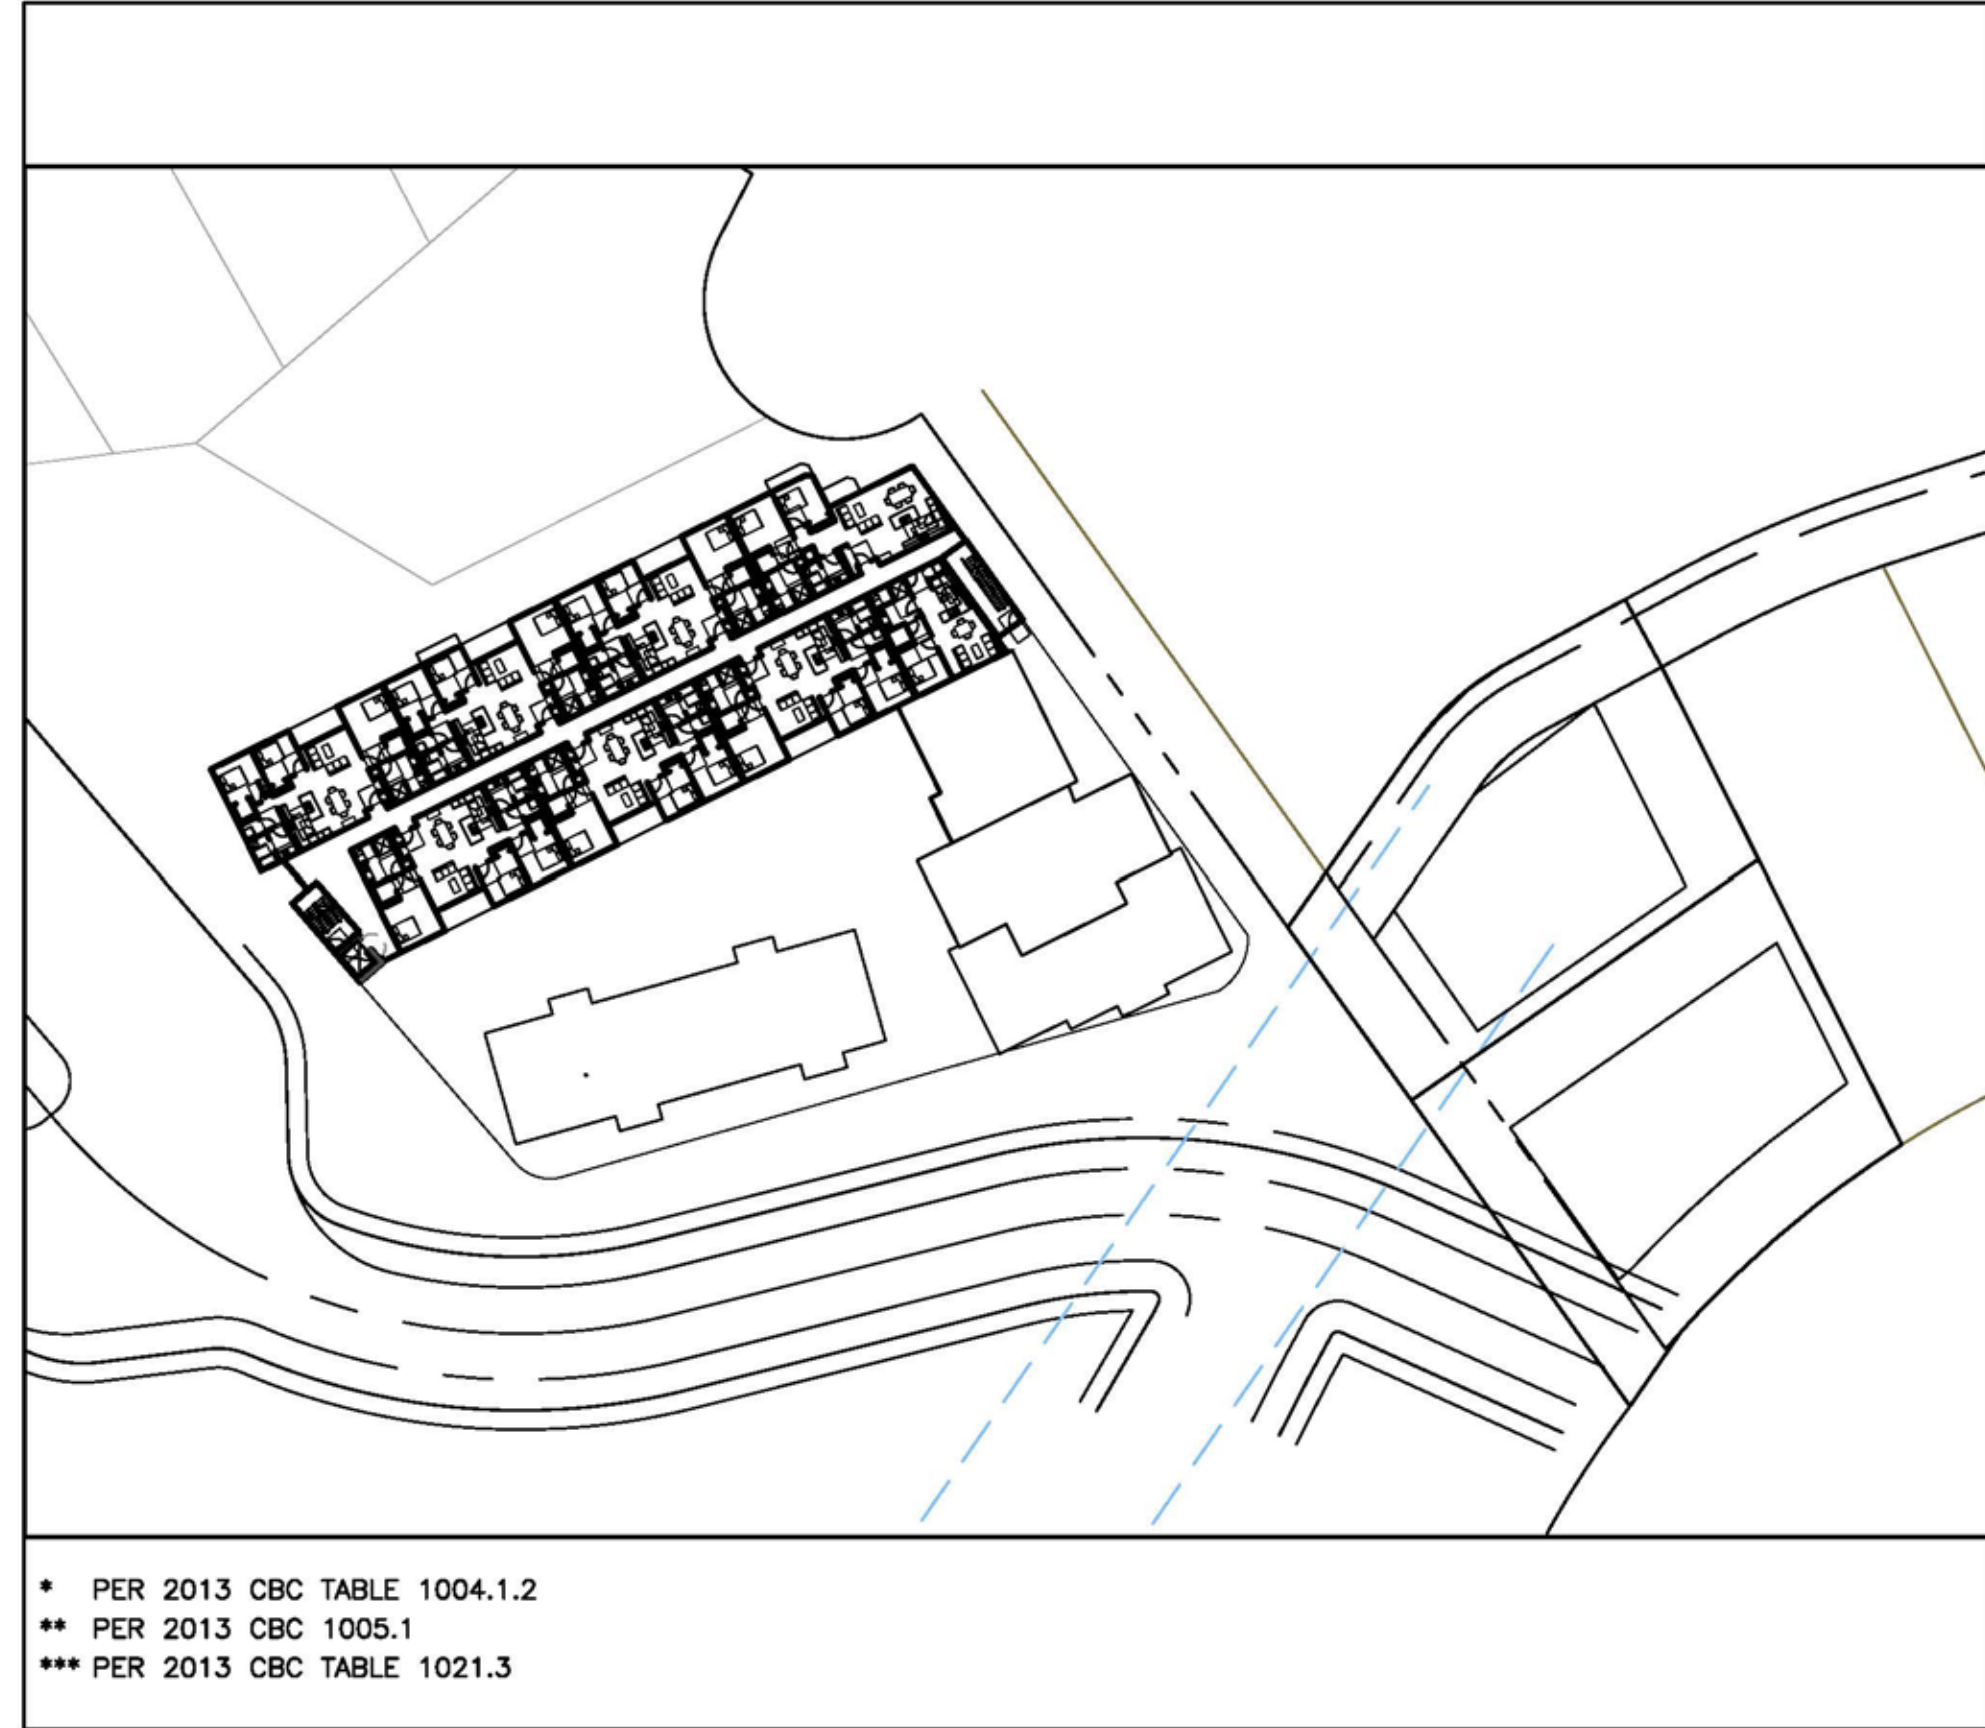 * PER 2013 CBC TABLE 1004.1.2
** PER 2013 CBC 1005.1
*** PER 2013 CBC TABLE 1021.3